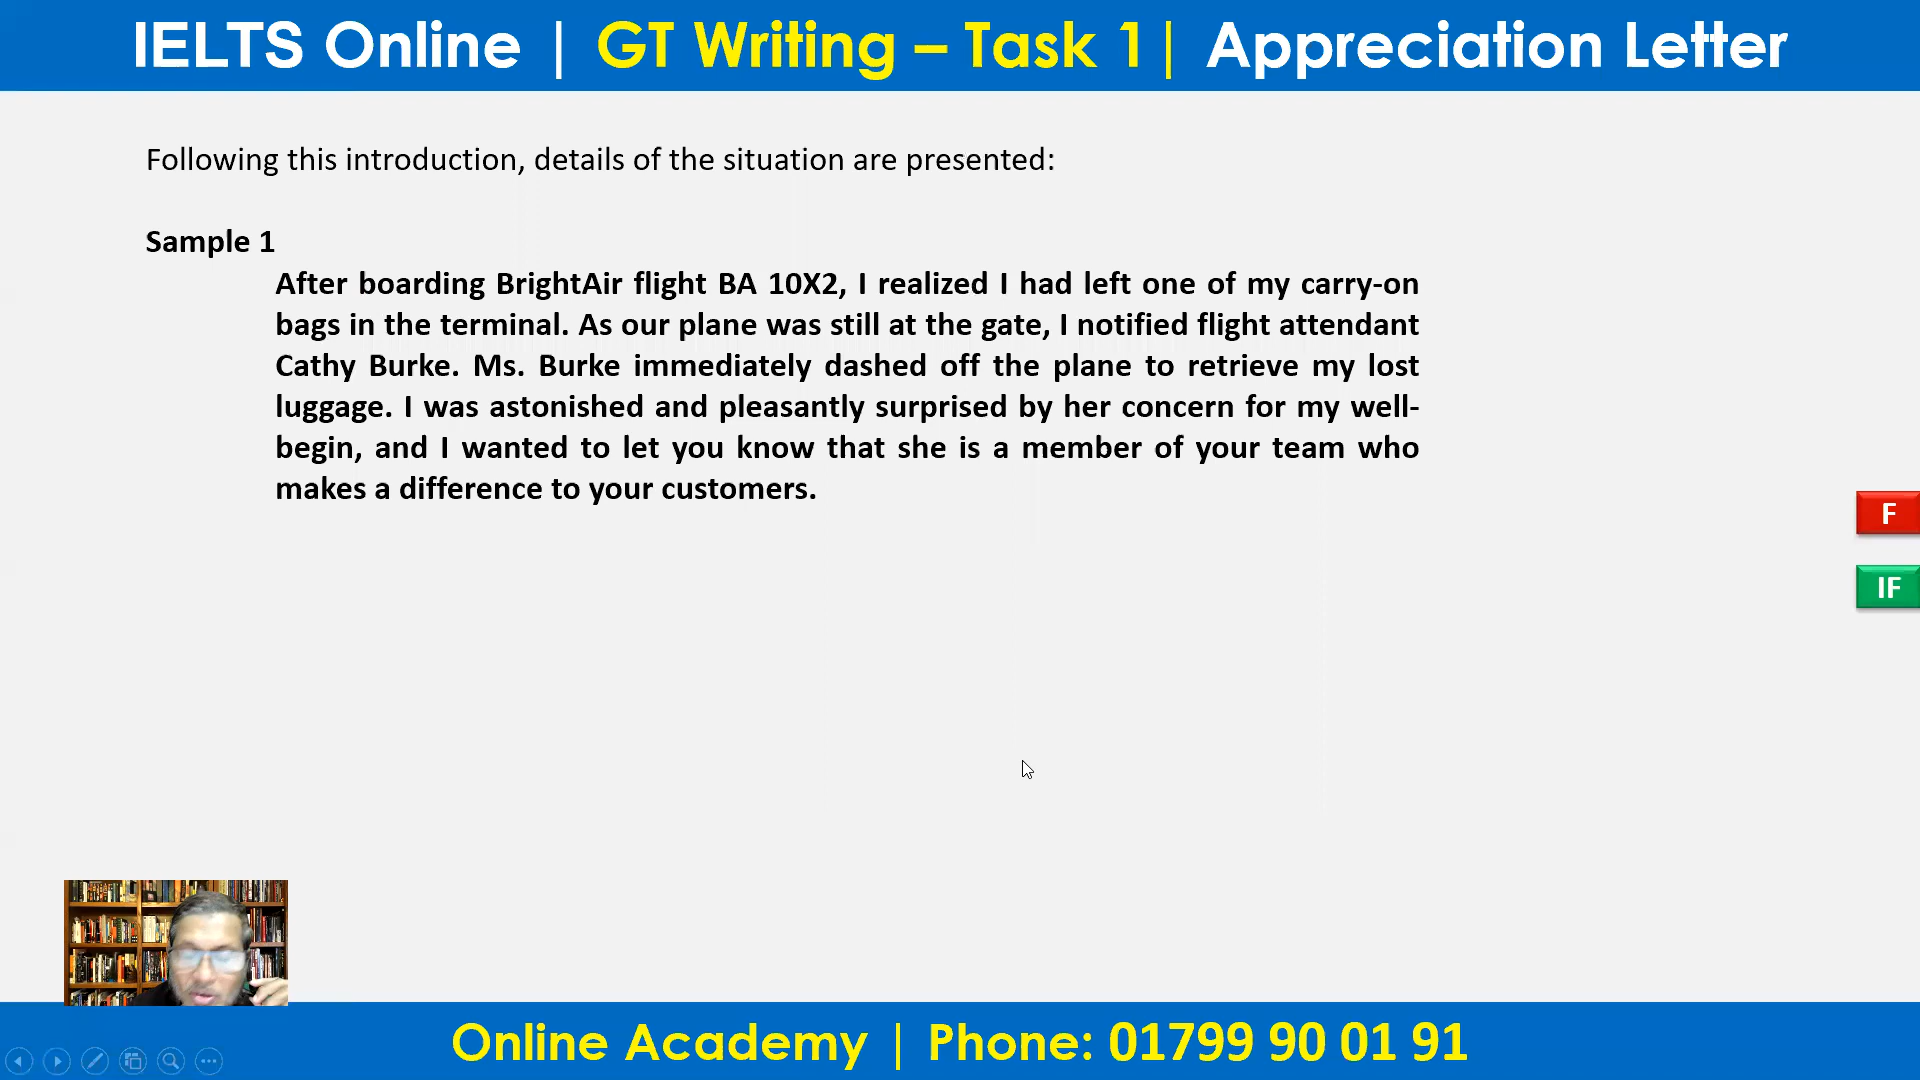 IELTS Online | GT Writing – Task 1 | Appreciation Letter
Following this introduction, details of the situation are presented:
Sample 1
After boarding BrightAir flight BA 10X2, I realized I had left one of my carry-on
bags in the terminal. As our plane was still at the gate, I notified flight attendant
Cathy Burke. Ms. Burke immediately dashed off the plane to retrieve my lost
luggage. I was astonished and pleasantly surprised by her concern for my well-
begin, and I wanted to let you know that she is a member of your team who
makes a difference to your customers.
F
IF
Online Academy | Phone: 01799 90 01 91